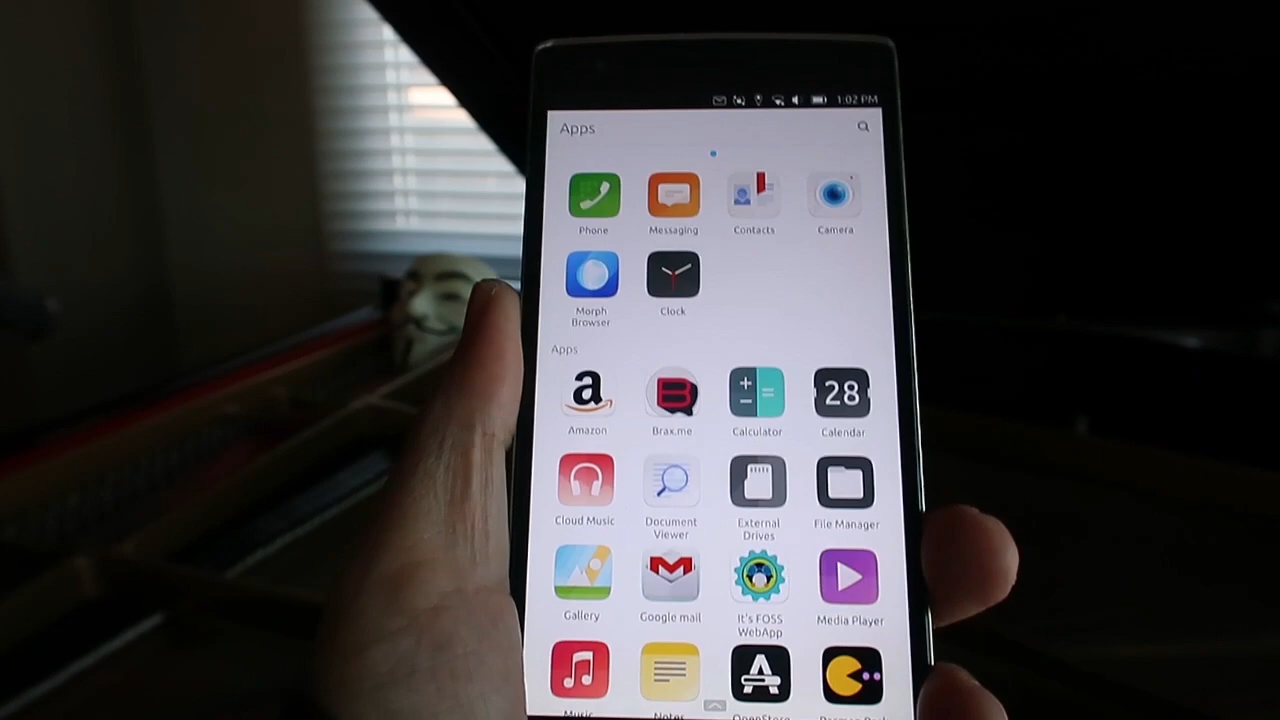 1:02 PM
Apps
Phone
Messaging
Contacts
Camera
Morph
Browser
Clock
Apps
a
B
28
Amazon
Brax.me
Calculator
Calendar
Cloud Music
Document
Viewer
External
Drives
File Manager
Gallery
Google mail
It's FOSS
WebApp
Media Player
Music
Notes
OpenStore